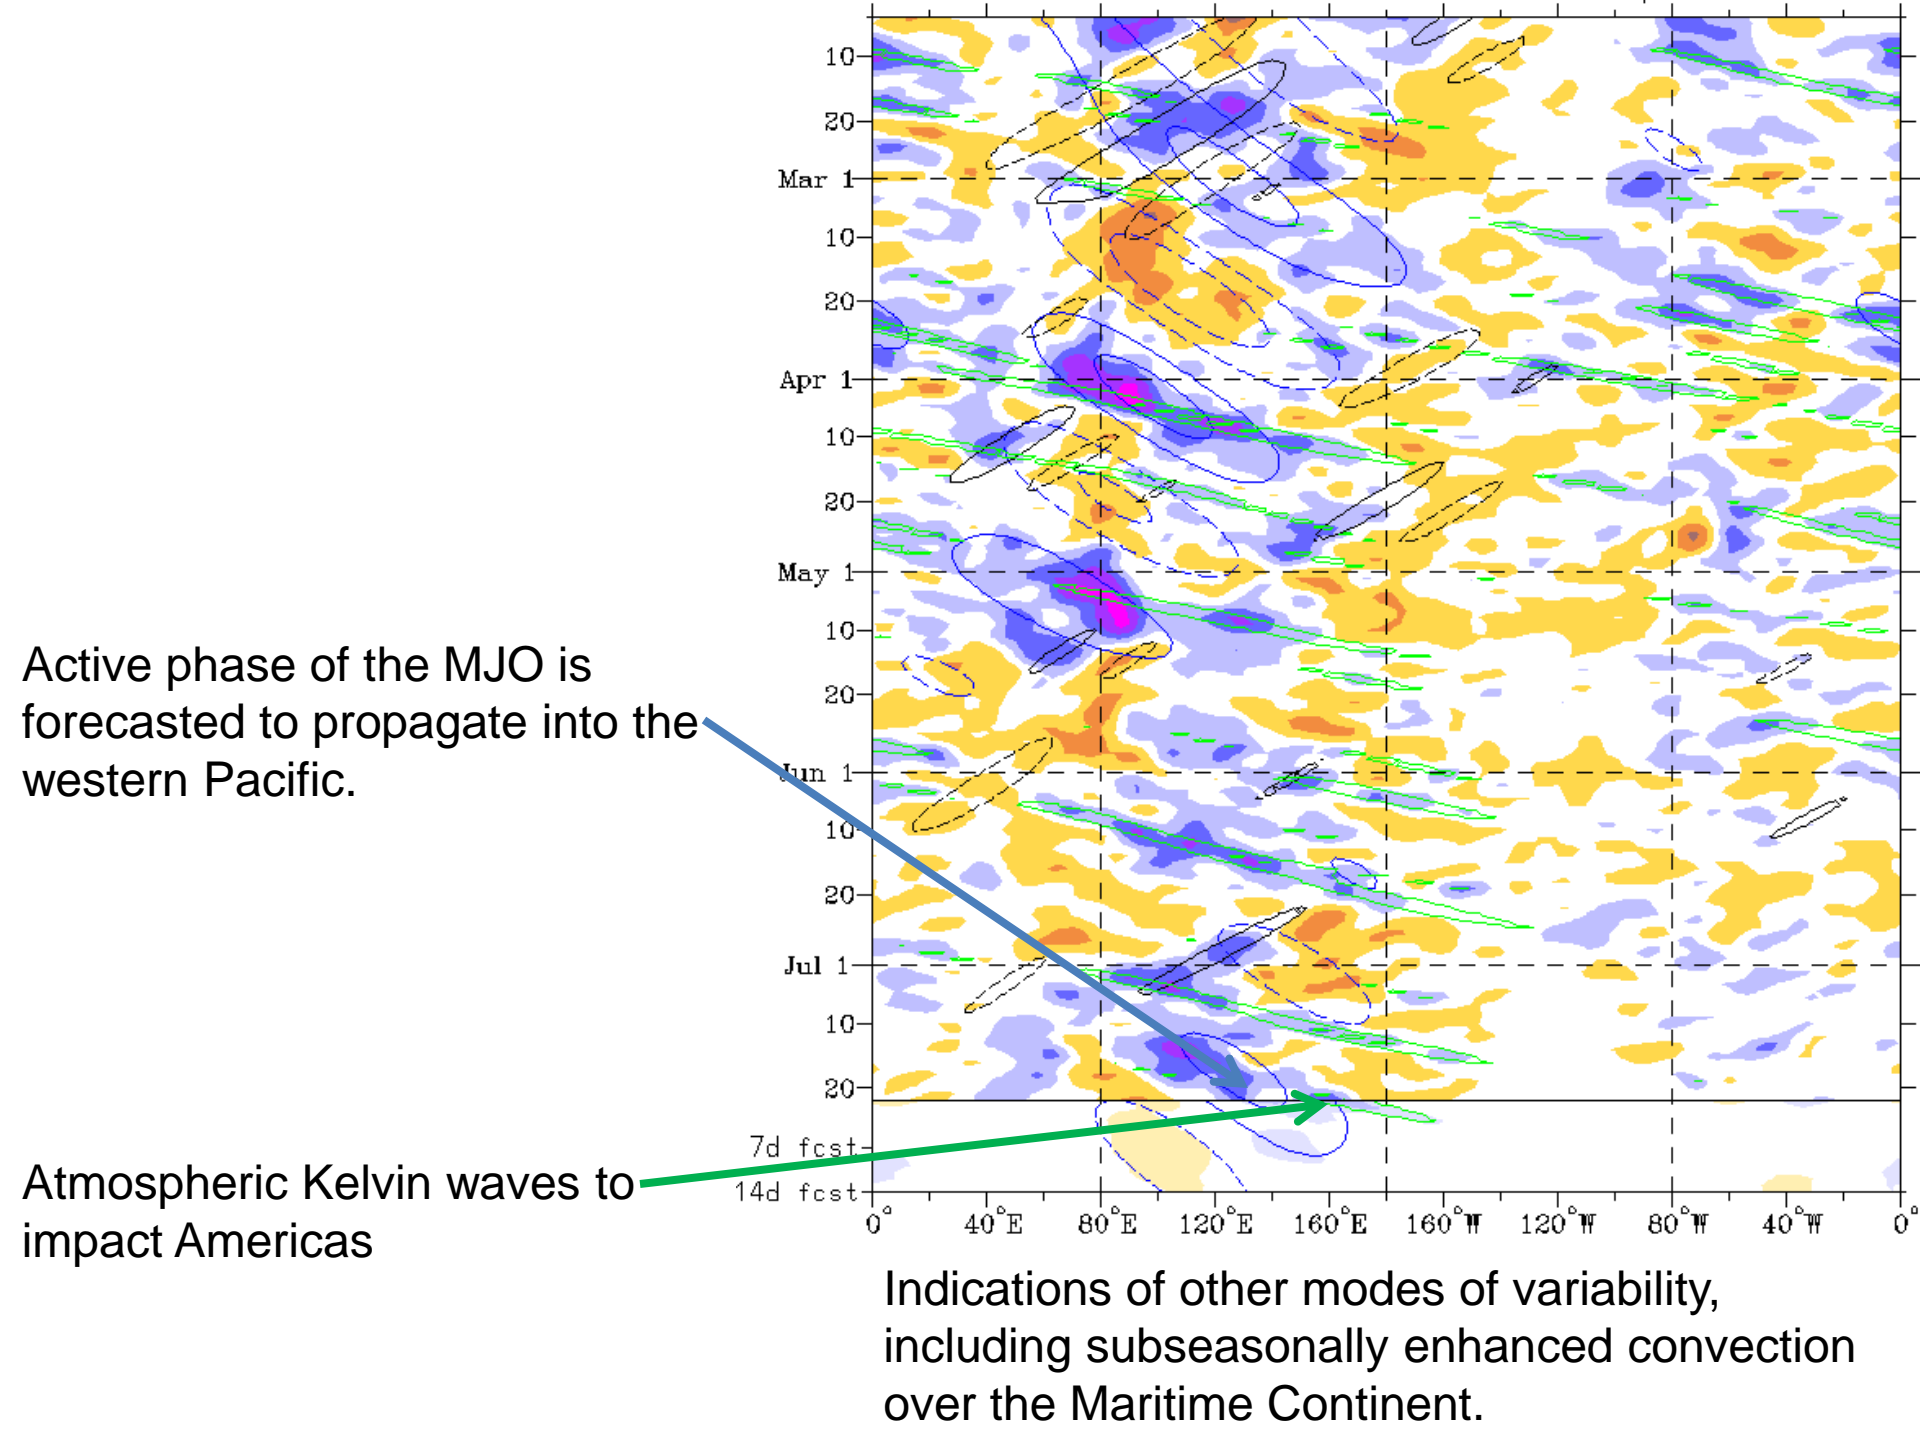 10
20
Mar 1
10
20
Apr 1
10
20
May 1
10
20
Jun 1
10
20
Jul 1
10
20
7d fcst
14d fcst
0° 40°E 80°E 120°E 160°E 160°W 120°W 80°W 40°W 0°
Active phase of the MJO is
forecasted to propagate into the
western Pacific.
Atmospheric Kelvin waves to
impact Americas
Indications of other modes of variability,
including subseasonally enhanced convection
over the Maritime Continent.